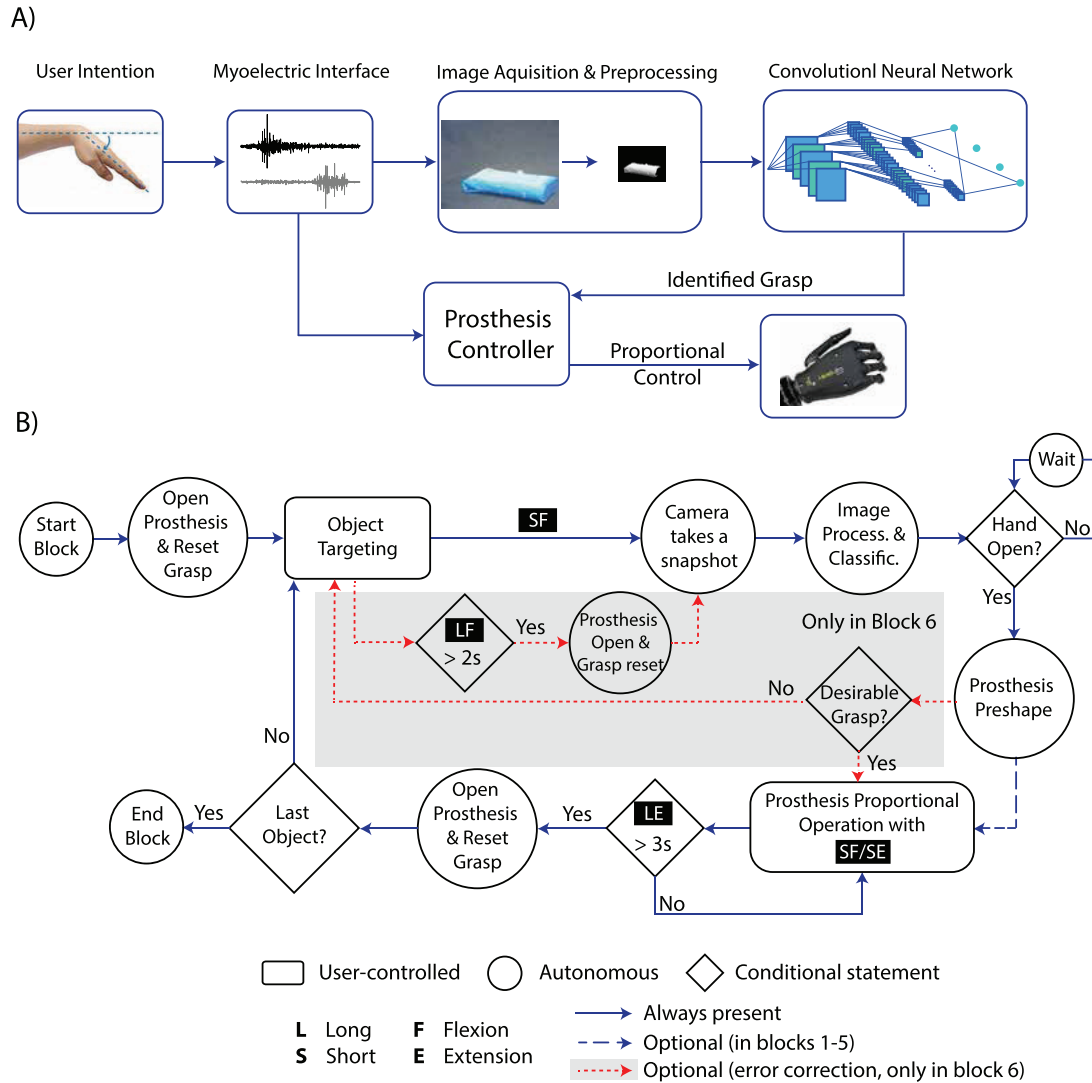 A)
User Intention
Myoelectric Interface
Image Aquisition & Preprocessing
Convolutionl Neural Network
Identified Grasp
Prosthesis
Controller
Proportional
Control
B)
Start
Block
Open
Prosthesis
& Reset
Grasp
Object
Targeting
SF
Camera
takes a
snapshot
Image
Process. &
Classific.
Wait
Hand
Open?
No
Yes
LF
> 2s
Yes
Prosthesis
Open &
Grasp reset
Only in Block 6
No
Desirable
Grasp?
Yes
Prosthesis
Preshape
No
End
Block
Yes
Last
Object?
Open
Prosthesis
& Reset
Grasp
Yes
LE
> 3s
No
Prosthesis Proportional
Operation with
SF/SE
User-controlled
Autonomous
Conditional statement
L Long F Flexion
S Short E Extension
Always present
Optional (in blocks 1-5)
Optional (error correction, only in block 6)